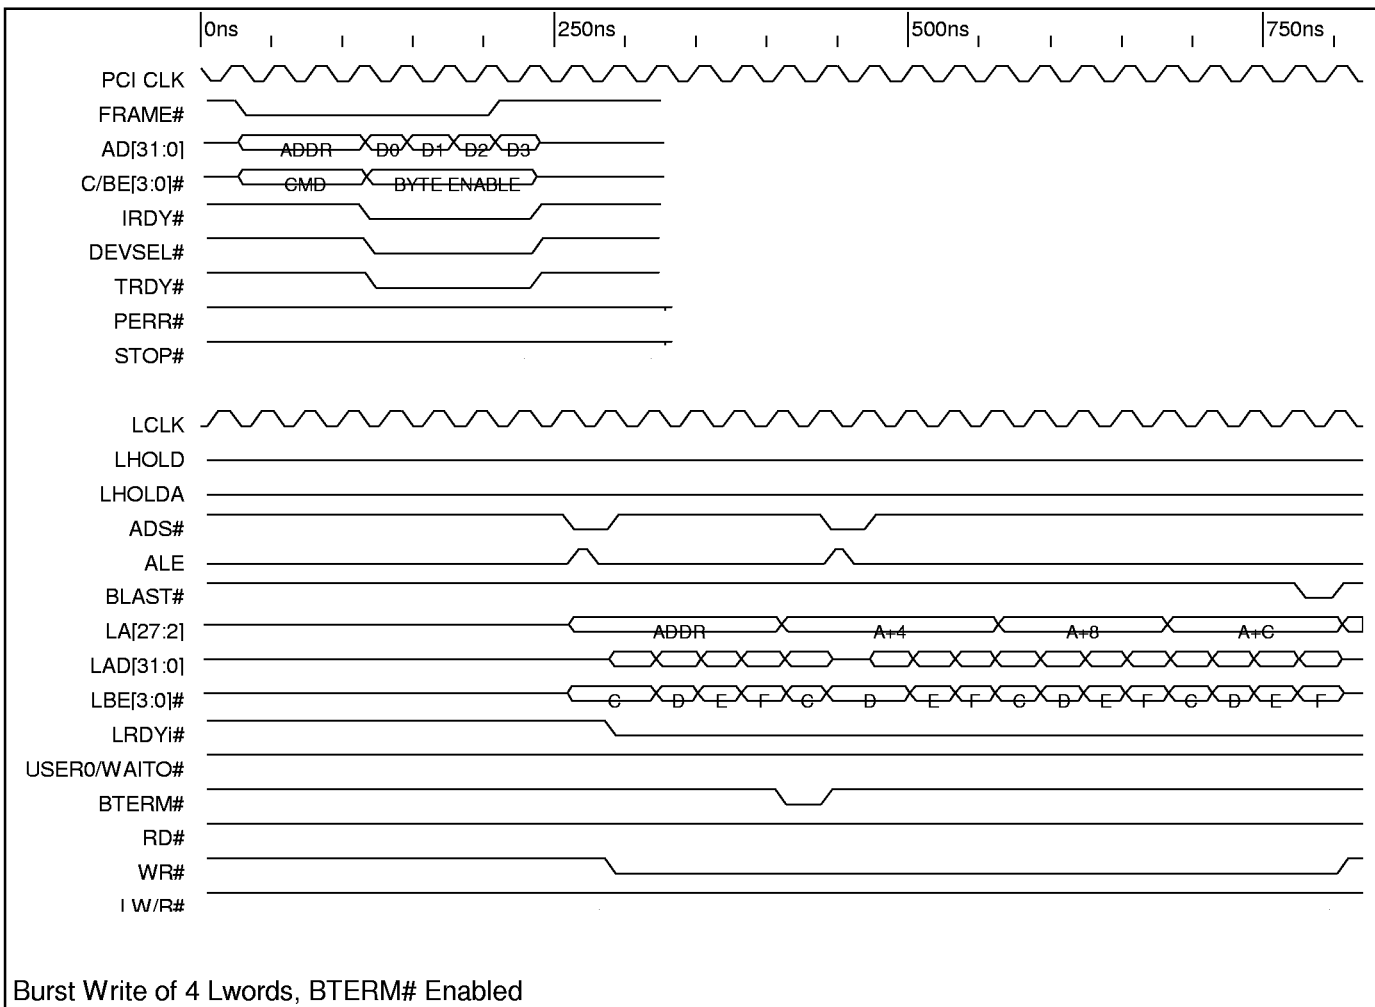 0ns 250ns 500ns 750ns
PCI CLK
FRAME#
AD[31:0] ADDR D0 D1 D2 D3
C/BE[3:0]# CMD BYTE ENABLE
IRDY#
DEVSEL#
TRDY#
PERR#
STOP#
LCLK
LHOLD
LHOLDA
ADS#
ALE
BLAST#
LA[27:2] ADDR A+4 A+8 A+C
LAD[31:0]
LBE[3:0]# C D E F C D E F C D E F C D E F
LRDYi#
USER0/WAITO#
BTERM#
RD#
WR#
LW/R#
Burst Write of 4 Lwords, BTERM# Enabled